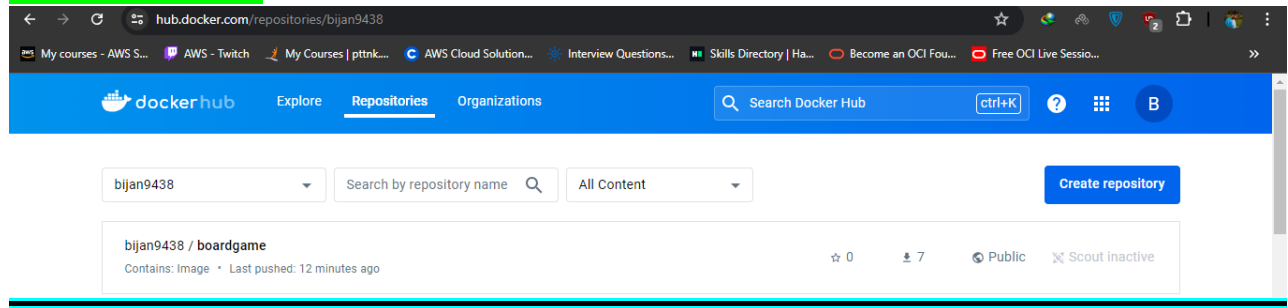 hub.docker.com/repositories/bijan9438
2
My courses - AWS S... AWS - Twitch My Courses | pttnk.... AWS Cloud Solution... Interview Questions... Skills Directory | Ha... Become an OCI Fou... Free OCI Live Sessio... »
dockerhub Explore Repositories Organizations Search Docker Hub ctrl+K ? B
bijan9438 Search by repository name All Content Create repository
bijan9438 / boardgame
0 7 Public Scout inactive
Contains: Image • Last pushed: 12 minutes ago